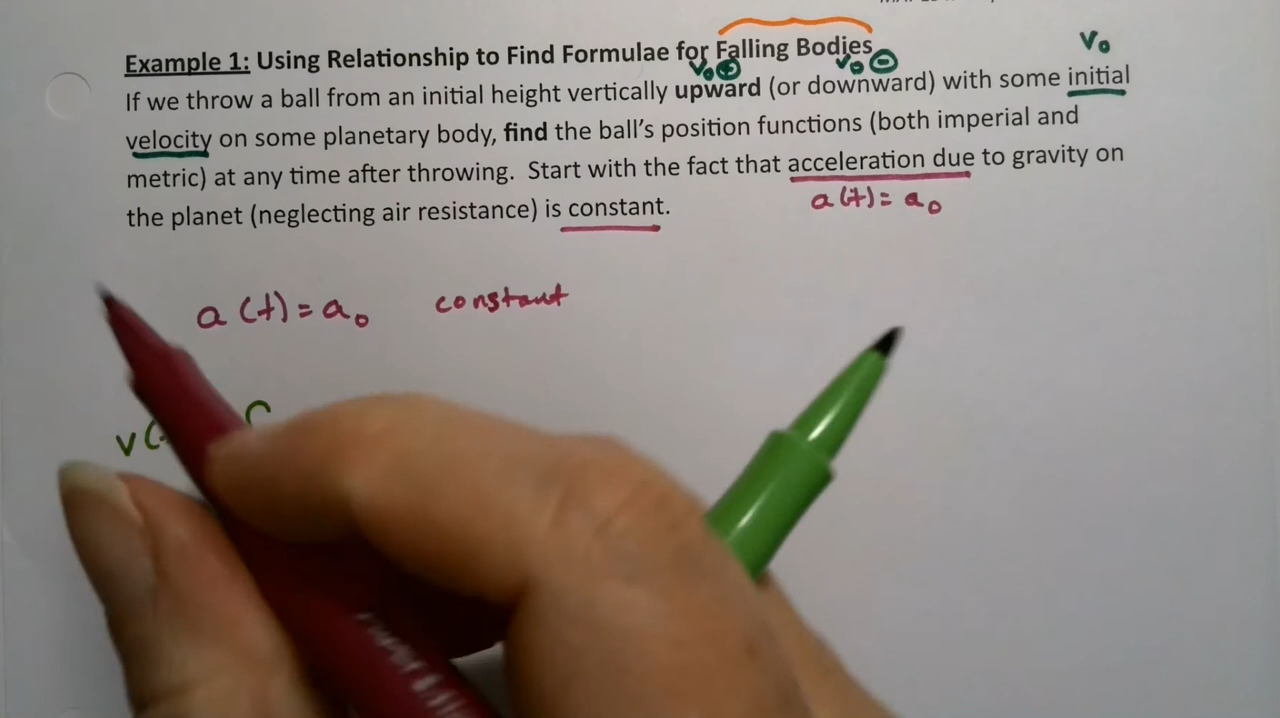 Example 1: Using Relationship to Find Formulae for Falling Bodies
v₀ ⊕ v₀ ⊖ v₀
If we throw a ball from an initial height vertically upward (or downward) with some initial
velocity on some planetary body, find the ball's position functions (both imperial and
metric) at any time after throwing. Start with the fact that acceleration due to gravity on
the planet (neglecting air resistance) is constant.
a(t) = a₀
a(t) = a₀ constant
v(